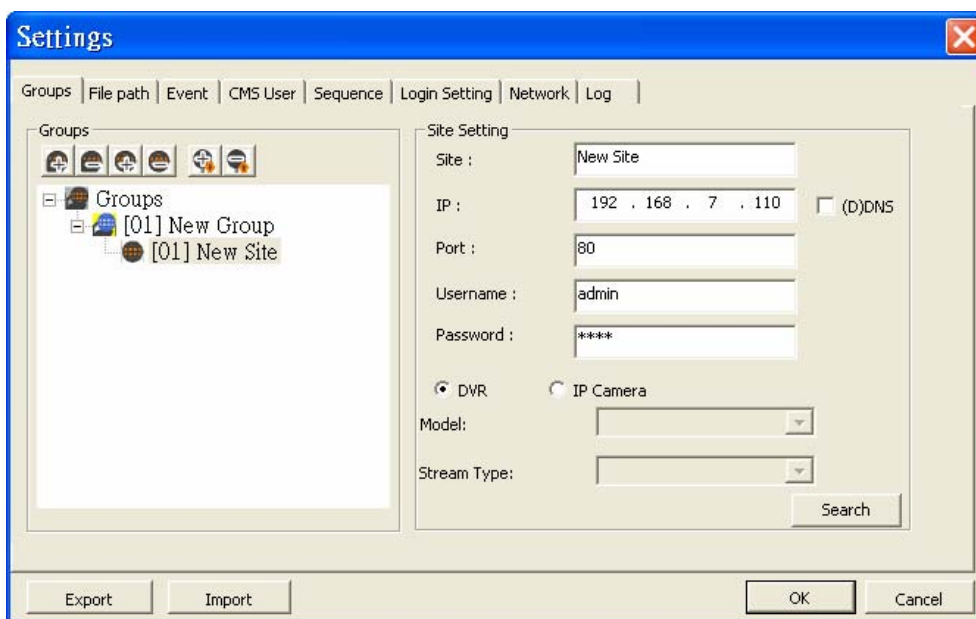 Settings
Groups File path Event CMS User Sequence Login Setting Network Log
Groups
Groups
[01] New Group
[01] New Site
Site Setting
Site : New Site
IP : 192 . 168 . 7 . 110 (D)DNS
Port : 80
Username : admin
Password : ****
DVR IP Camera
Model:
Stream Type:
Search
Export Import OK Cancel